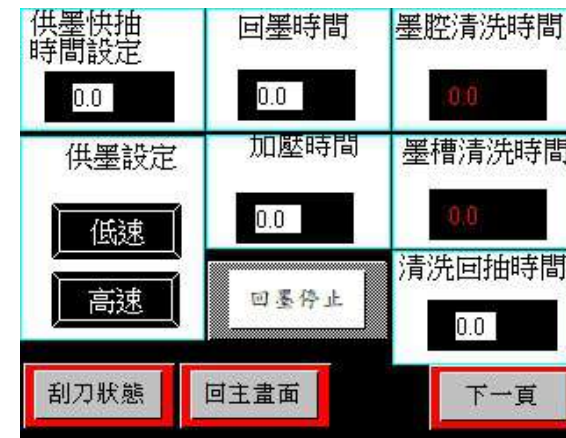 供墨快抽
時間設定
0.0
回墨時間
0.0
墨腔清洗時間
0.0
供墨設定
低速
高速
加壓時間
0.0
墨槽清洗時間
0.0
回墨停止
清洗回抽時間
0.0
刮刀狀態
回主畫面
下一頁